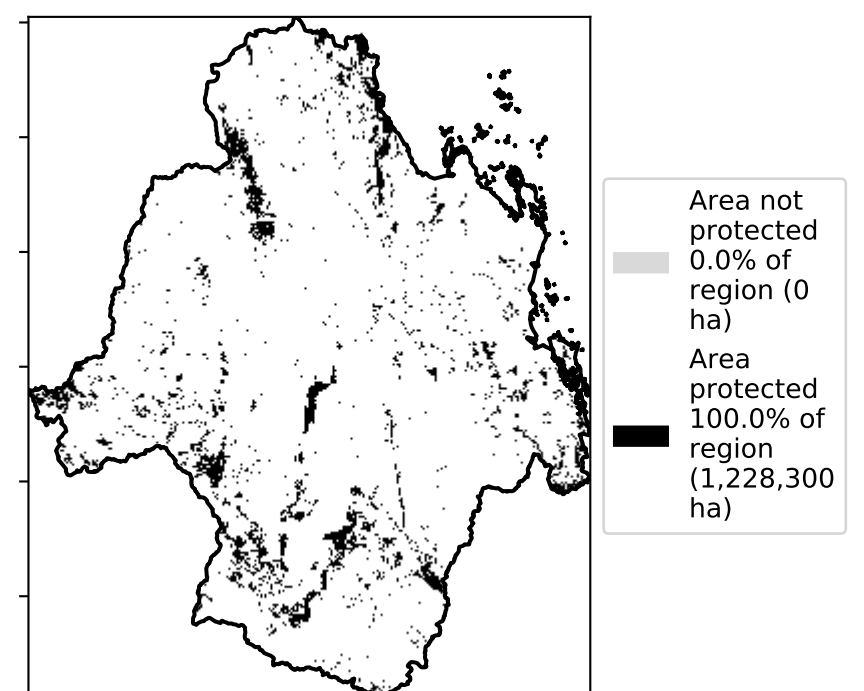 Area not
protected
0.0% of
region (0
ha)
Area
protected
100.0% of
region
(1,228,300
ha)